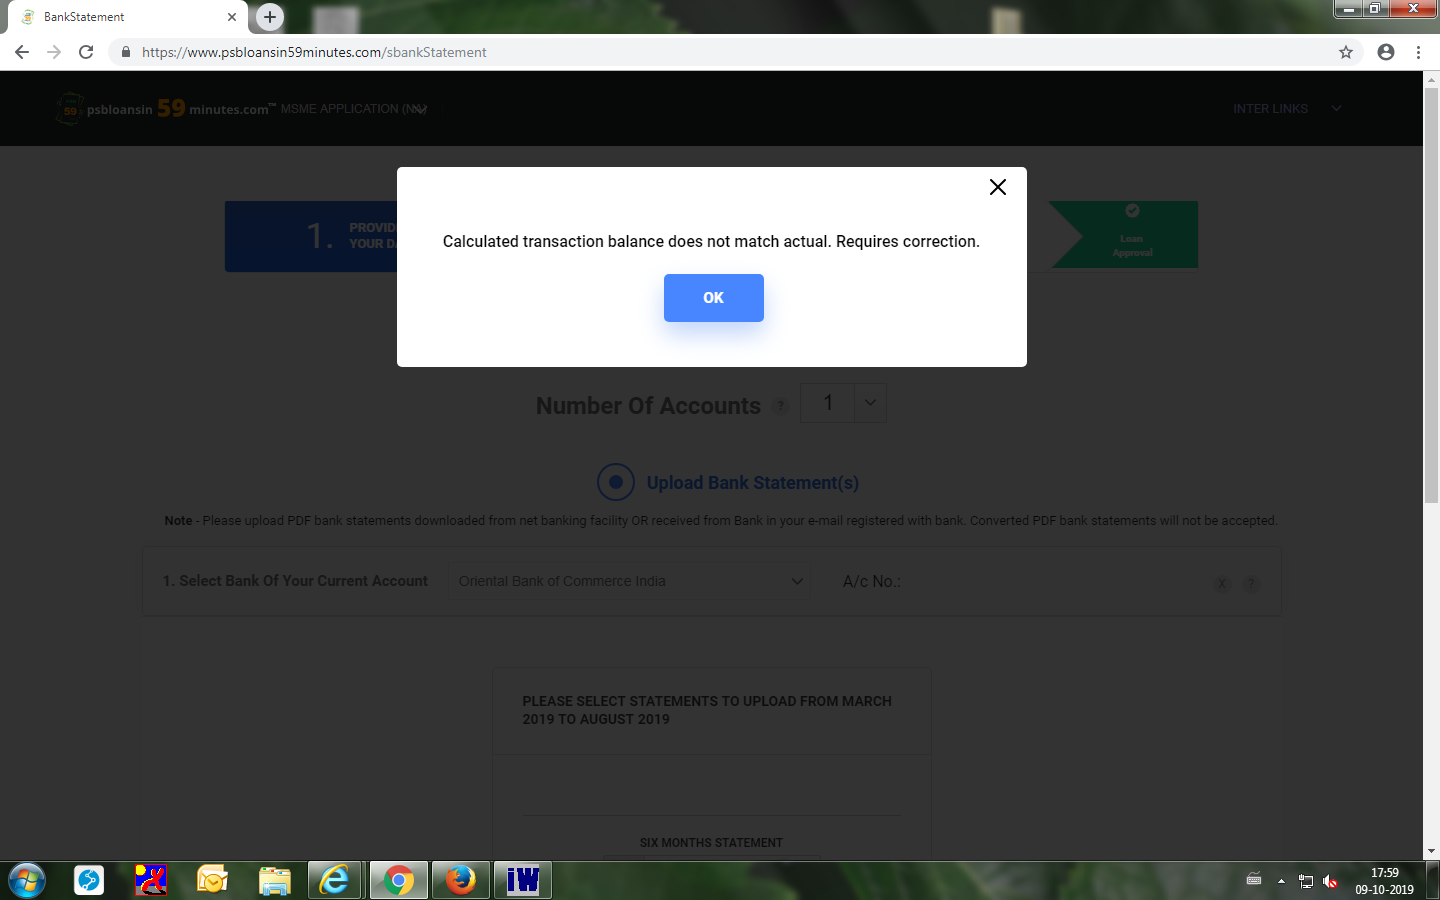 BankStatement
https://www.psbloansin59minutes.com/sbankStatement
psbloansin 59 minutes.com™ MSME APPLICATION (NA)
INTER LINKS
1. PROVID
YOUR DA
Loan
Approval
Calculated transaction balance does not match actual. Requires correction.
OK
Number Of Accounts ? 1
Upload Bank Statement(s)
Note - Please upload PDF bank statements downloaded from net banking facility OR received from Bank in your e-mail registered with bank. Converted PDF bank statements will not be accepted.
1. Select Bank Of Your Current Account Oriental Bank of Commerce India A/c No.: X ?
PLEASE SELECT STATEMENTS TO UPLOAD FROM MARCH
2019 TO AUGUST 2019
SIX MONTHS STATEMENT
iW
17:59
09-10-2019